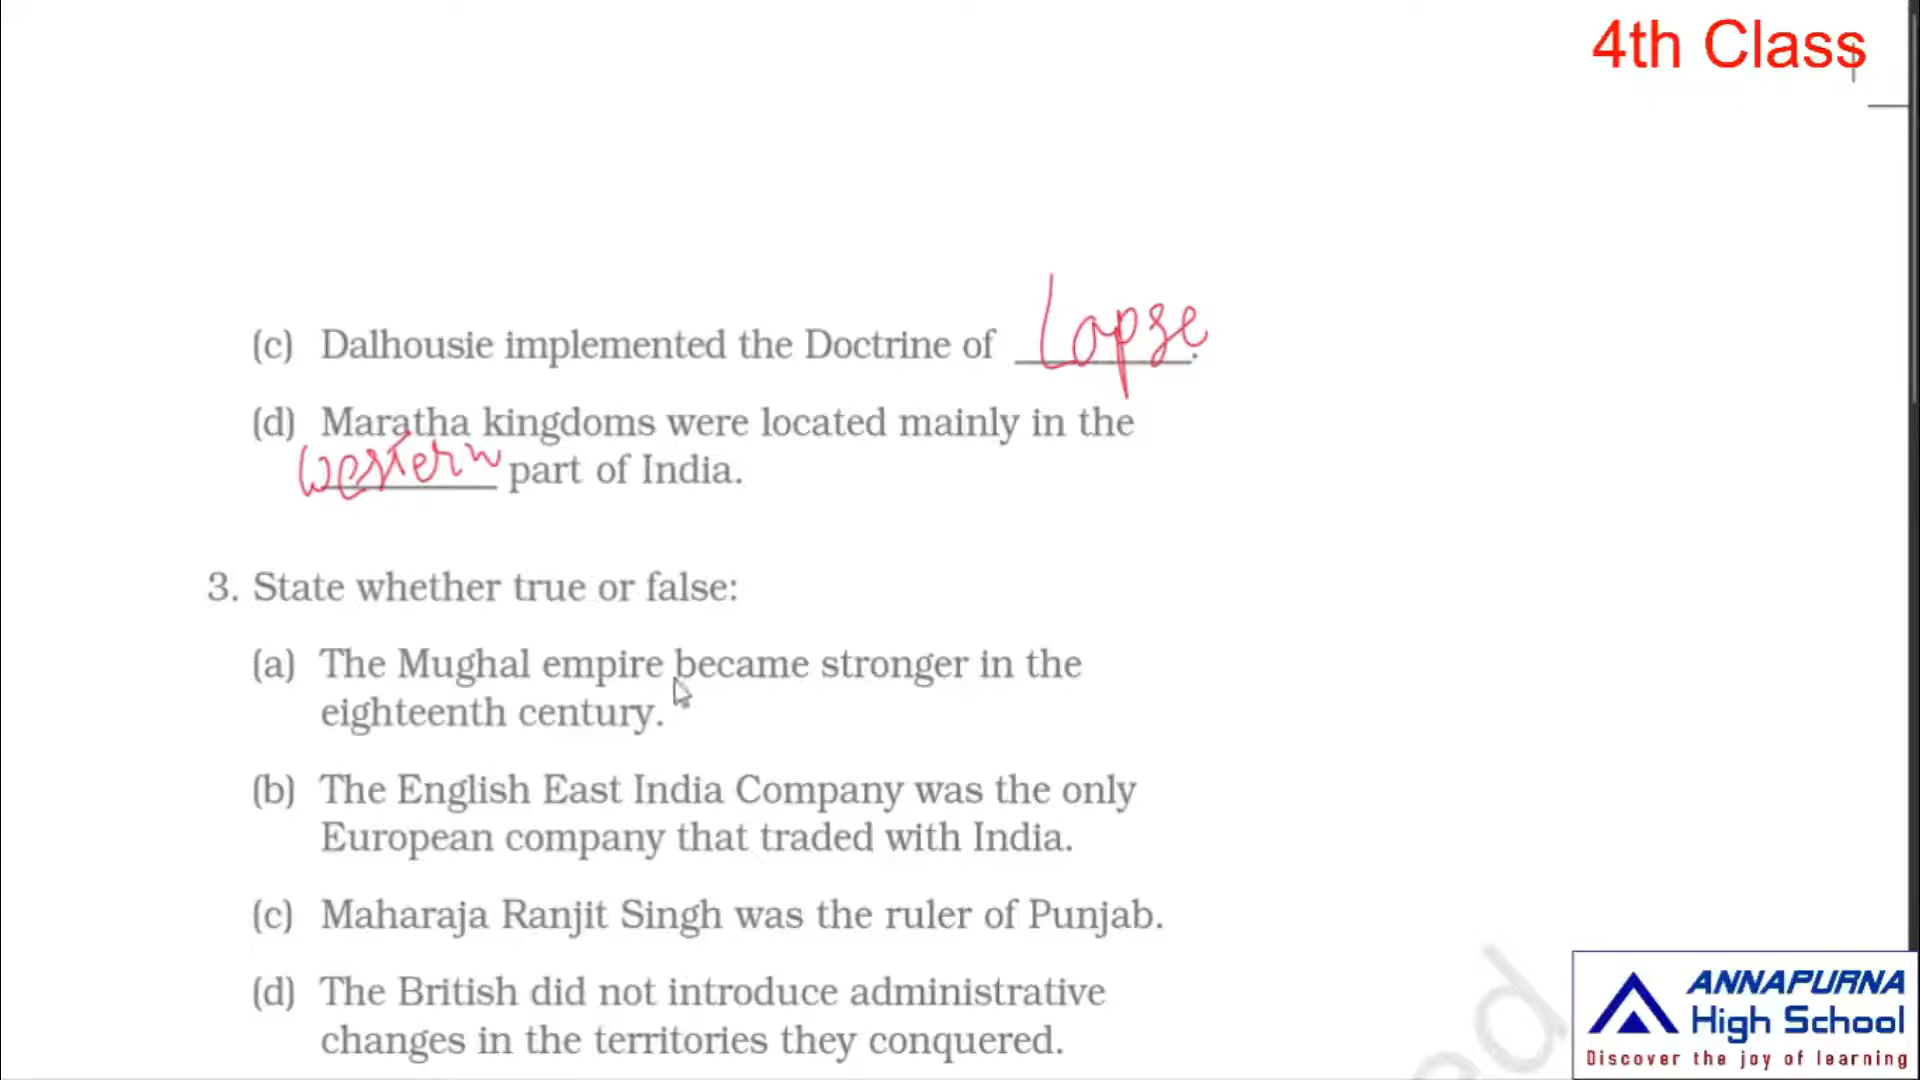 4th Class
(c) Dalhousie implemented the Doctrine of Lapse.
(d) Maratha kingdoms were located mainly in the
western part of India.
3. State whether true or false:
(a) The Mughal empire became stronger in the
eighteenth century.
(b) The English East India Company was the only
European company that traded with India.
(c) Maharaja Ranjit Singh was the ruler of Punjab.
(d) The British did not introduce administrative
changes in the territories they conquered.
ed
ANNAPURNA
High School
Discover the joy of learning